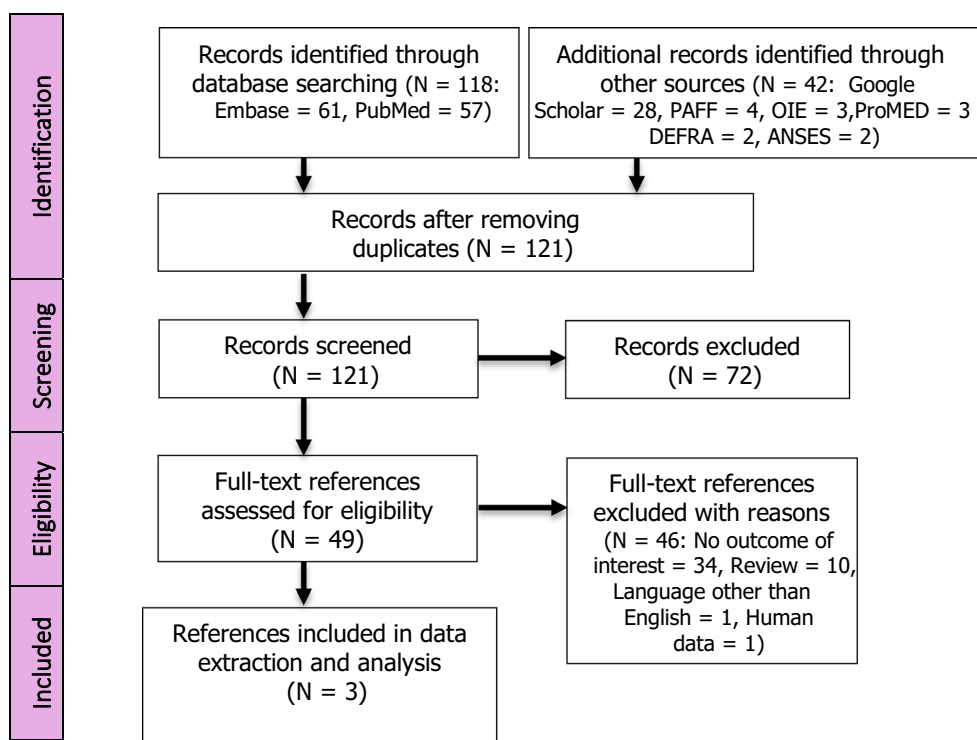 Identification
Records identified through
database searching (N = 118:
Embase = 61, PubMed = 57)
Additional records identified through
other sources (N = 42: Google
Scholar = 28, PAFF = 4, OIE = 3,ProMED = 3
DEFRA = 2, ANSES = 2)
Records after removing
duplicates (N = 121)
Screening
Records screened
(N = 121)
Records excluded
(N = 72)
Eligibility
Full-text references
assessed for eligibility
(N = 49)
Full-text references
excluded with reasons
(N = 46: No outcome of
interest = 34, Review = 10,
Language other than
English = 1, Human
data = 1)
Included
References included in data
extraction and analysis
(N = 3)